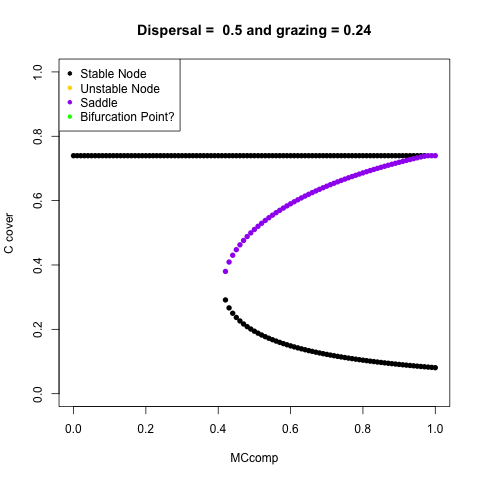 Dispersal =  0.5 and grazing = 0.24
Stable Node
Unstable Node
Saddle
Bifurcation Point?
C cover
1.0
0.8
0.6
0.4
0.2
0.0
0.0 0.2 0.4 0.6 0.8 1.0
MCcomp